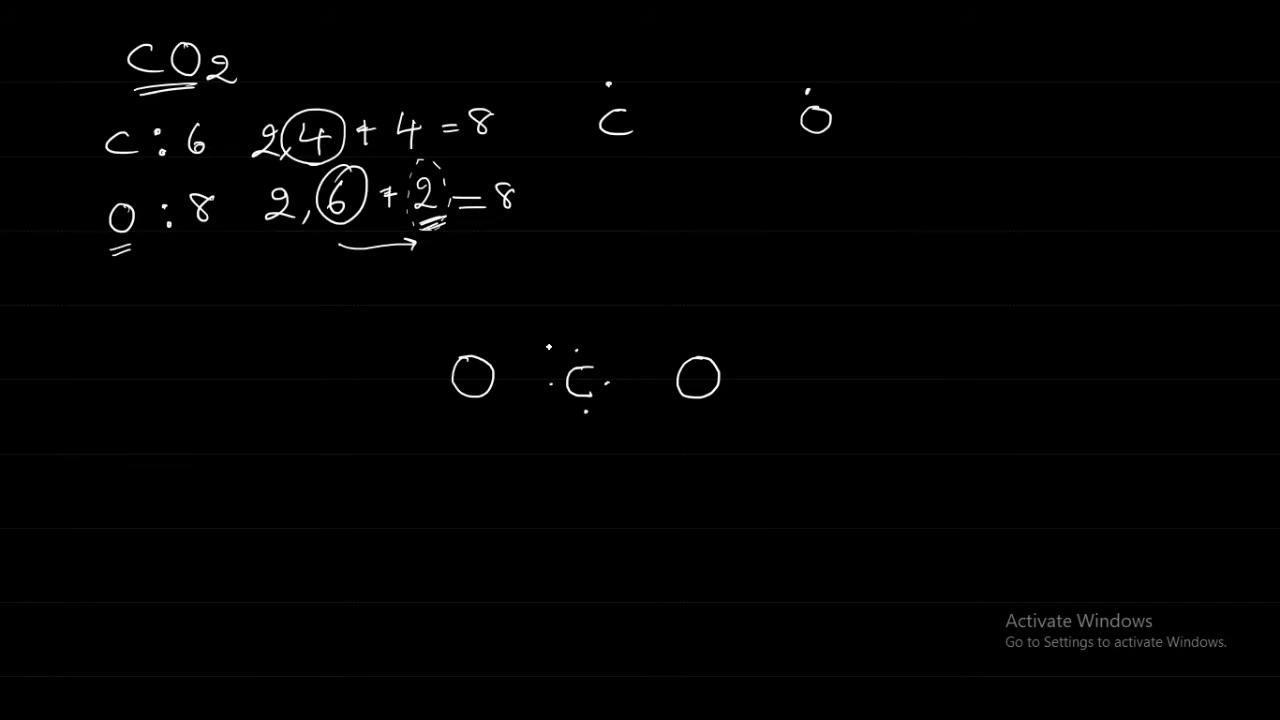 CO2
C : 6 2,4 + 4 = 8
Ċ Ȯ
O : 8 2,6 + 2 = 8
O C O
Activate Windows
Go to Settings to activate Windows.